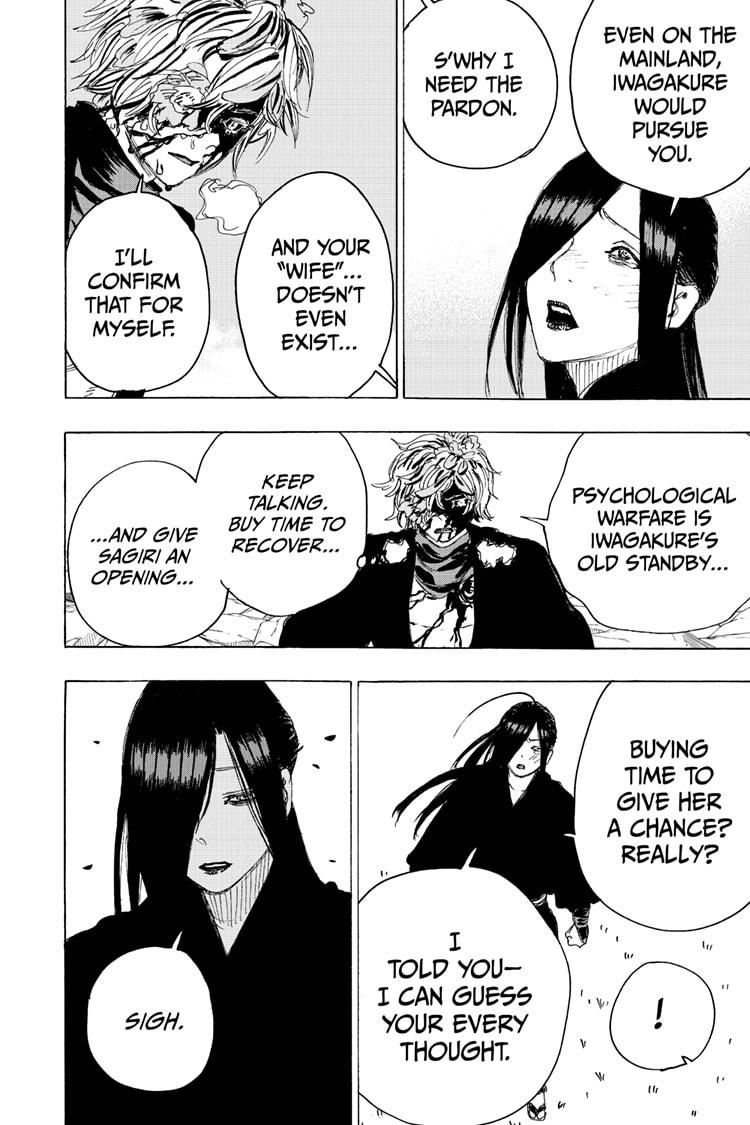 EVEN ON THE
MAINLAND,
IWAGAKURE
WOULD
PURSUE
YOU.
S'WHY I
NEED THE
PARDON.
AND YOUR
"WIFE"...
DOESN'T
EVEN
EXIST...
I'LL
CONFIRM
THAT FOR
MYSELF.
PSYCHOLOGICAL
WARFARE IS
IWAGAKURE'S
OLD STANDBY...
KEEP
TALKING.
BUY TIME TO
RECOVER...
...AND GIVE
SAGIRI AN
OPENING...
BUYING
TIME TO
GIVE HER
A CHANCE?
REALLY?
!
I
TOLD YOU—
I CAN GUESS
YOUR EVERY
THOUGHT.
SIGH.